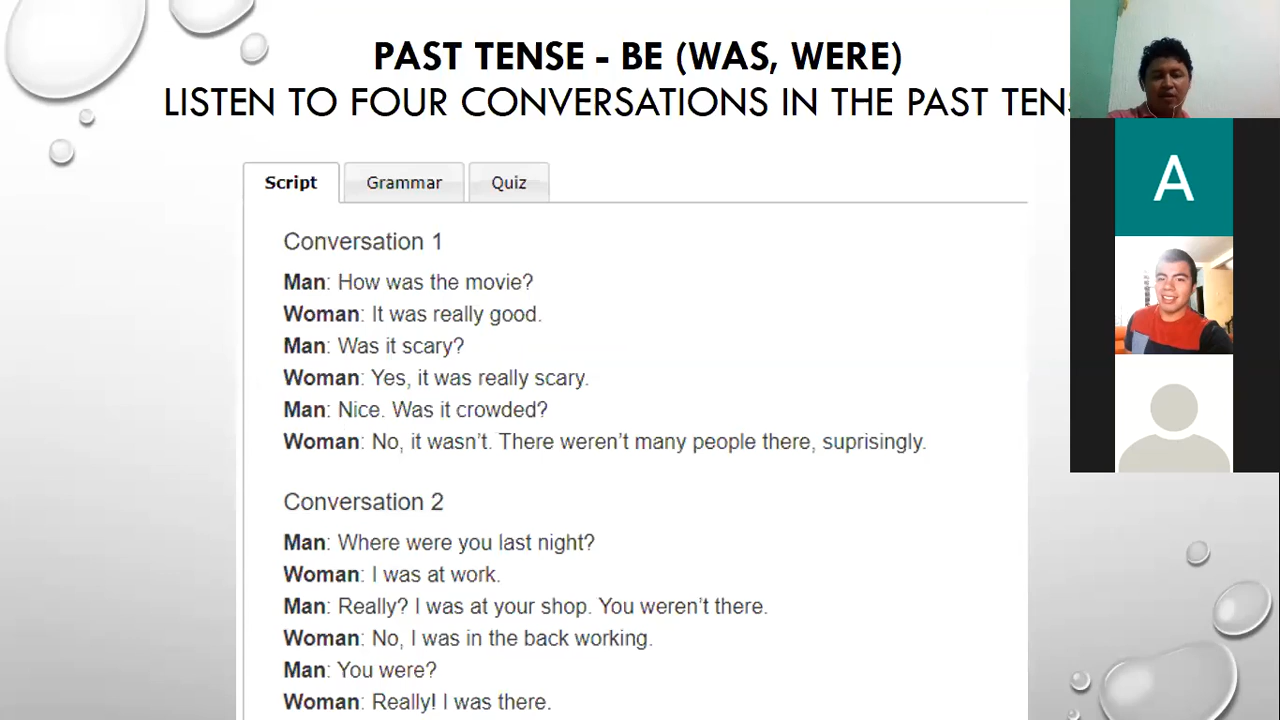 PAST TENSE - BE (WAS, WERE)
LISTEN TO FOUR CONVERSATIONS IN THE PAST TEN
Script Grammar Quiz
Conversation 1
Man: How was the movie?
Woman: It was really good.
Man: Was it scary?
Woman: Yes, it was really scary.
Man: Nice. Was it crowded?
Woman: No, it wasn’t. There weren’t many people there, suprisingly.
Conversation 2
Man: Where were you last night?
Woman: I was at work.
Man: Really? I was at your shop. You weren’t there.
Woman: No, I was in the back working.
Man: You were?
Woman: Really! I was there.
A